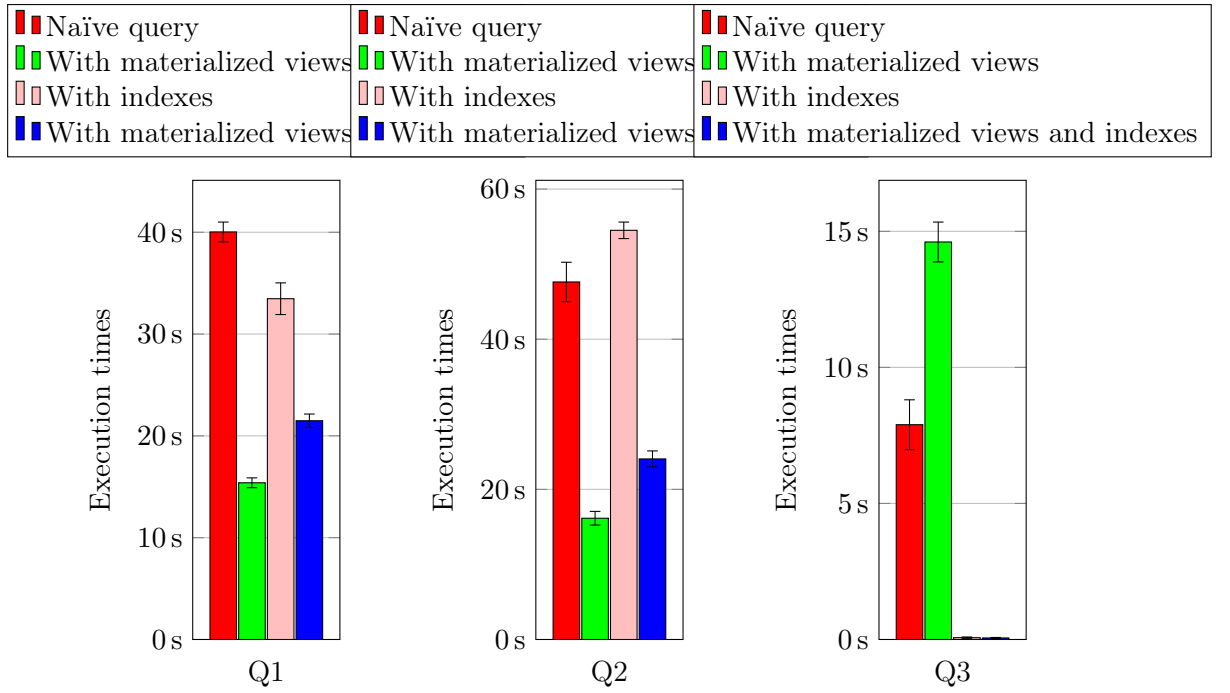 Naïve query
With materialized views
With indexes
With materialized views
Naïve query
With materialized views
With indexes
With materialized views
Naïve query
With materialized views
With indexes
With materialized views and indexes
Execution times
40 s
30 s
20 s
10 s
0 s
Q1
Execution times
60 s
40 s
20 s
0 s
Q2
Execution times
15 s
10 s
5 s
0 s
Q3